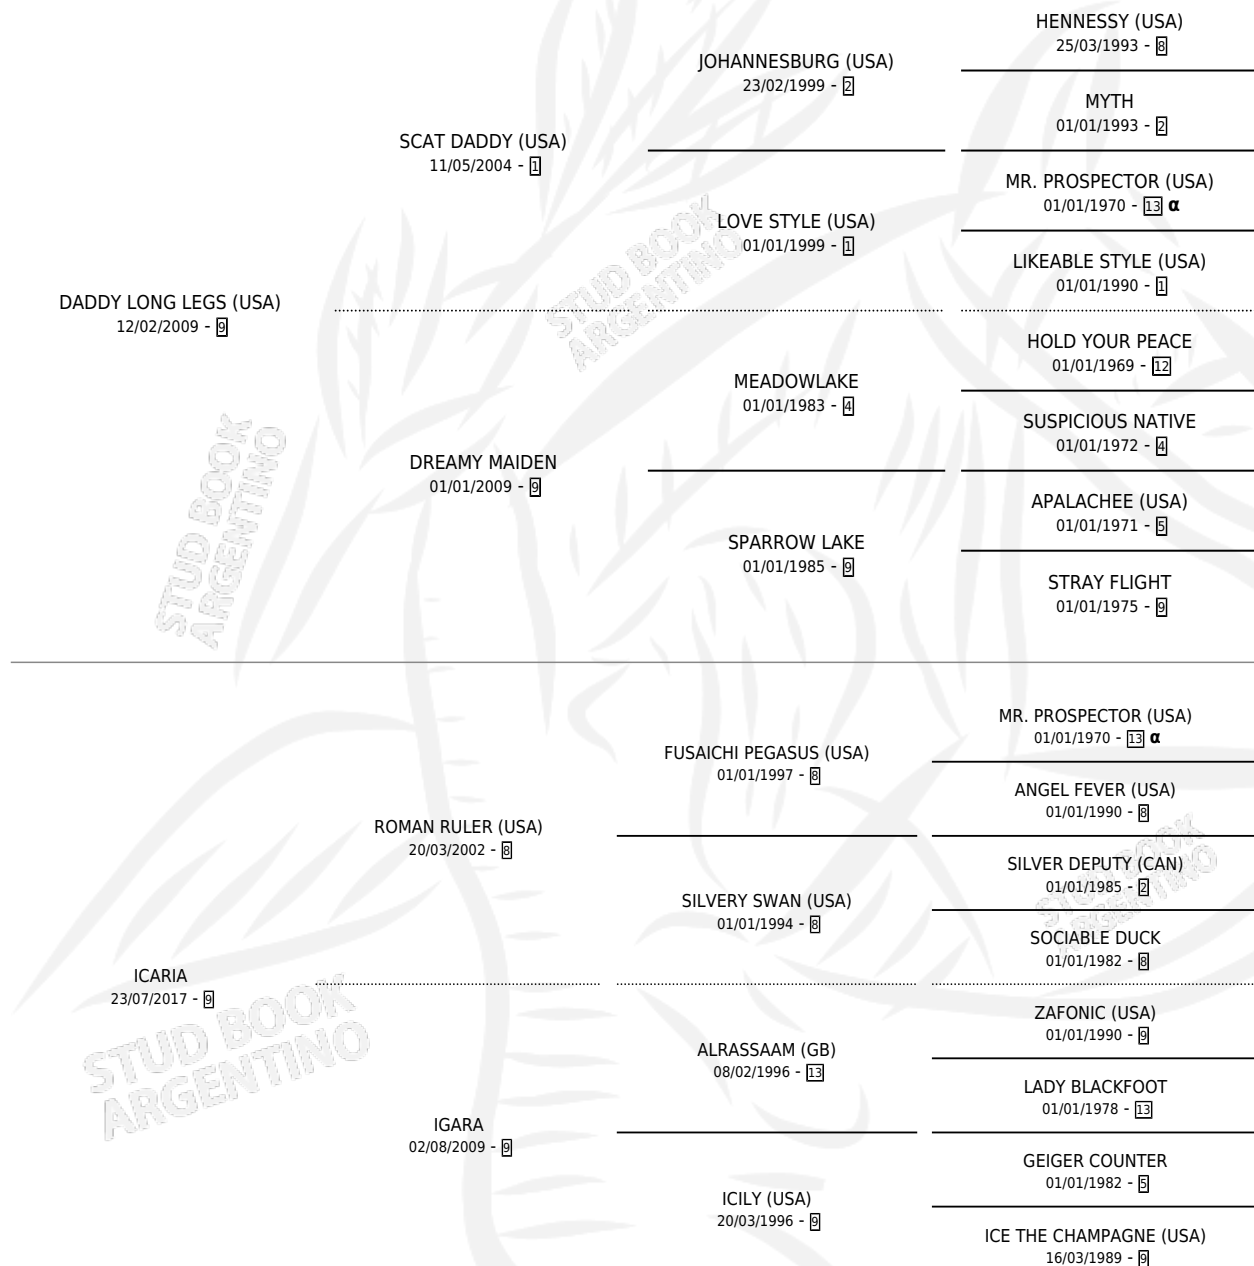 HENNESSY (USA)
25/03/1993 - 8
JOHANNESBURG (USA)
23/02/1999 - 2
MYTH
01/01/1993 - 2
SCAT DADDY (USA)
11/05/2004 - 1
MR. PROSPECTOR (USA)
01/01/1970 - 13 α
LOVE STYLE (USA)
01/01/1999 - 1
LIKEABLE STYLE (USA)
01/01/1990 - 1
DADDY LONG LEGS (USA)
12/02/2009 - 9
HOLD YOUR PEACE
01/01/1969 - 12
MEADOWLAKE
01/01/1983 - 4
SUSPICIOUS NATIVE
01/01/1972 - 4
DREAMY MAIDEN
01/01/2009 - 9
APALACHEE (USA)
01/01/1971 - 5
SPARROW LAKE
01/01/1985 - 9
STRAY FLIGHT
01/01/1975 - 9
MR. PROSPECTOR (USA)
01/01/1970 - 13 α
FUSAICHI PEGASUS (USA)
01/01/1997 - 8
ANGEL FEVER (USA)
01/01/1990 - 8
ROMAN RULER (USA)
20/03/2002 - 8
SILVER DEPUTY (CAN)
01/01/1985 - 2
SILVERY SWAN (USA)
01/01/1994 - 8
SOCIABLE DUCK
01/01/1982 - 8
ICARIA
23/07/2017 - 9
ZAFONIC (USA)
01/01/1990 - 9
ALRASSAAM (GB)
08/02/1996 - 13
LADY BLACKFOOT
01/01/1978 - 13
IGARA
02/08/2009 - 9
GEIGER COUNTER
01/01/1982 - 5
ICILY (USA)
20/03/1996 - 9
ICE THE CHAMPAGNE (USA)
16/03/1989 - 9
STUD BOOK
ARGENTINO
STUD BOOK
ARGENTINO
STUD BOOK
ARGENTINO
STUD BOOK
ARGENTINO